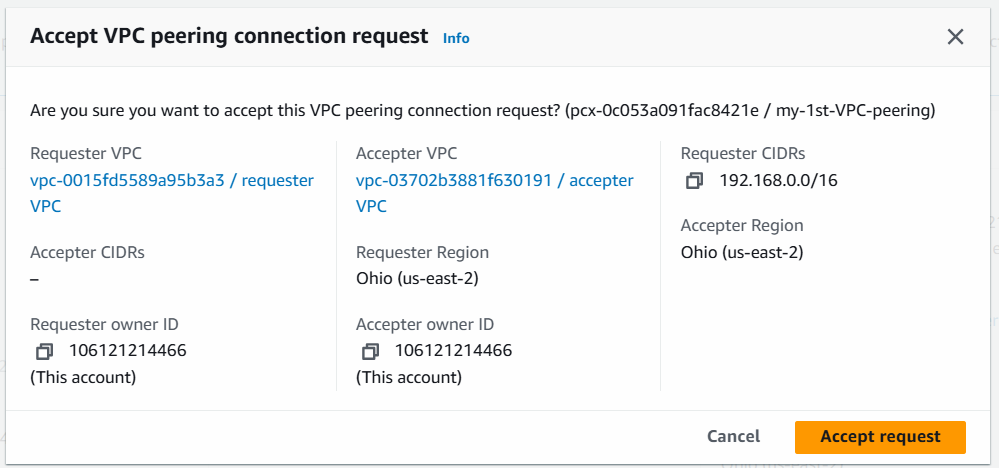 Accept VPC peering connection request Info
Are you sure you want to accept this VPC peering connection request? (pcx-0c053a091fac8421e / my-1st-VPC-peering)
Requester VPC
vpc-0015fd5589a95b3a3 / requester
VPC
Accepter VPC
vpc-03702b3881f630191 / accepter
VPC
Requester CIDRs
192.168.0.0/16
Accepter CIDRs
–
Requester Region
Ohio (us-east-2)
Accepter Region
Ohio (us-east-2)
Requester owner ID
106121214466
(This account)
Accepter owner ID
106121214466
(This account)
Cancel
Accept request